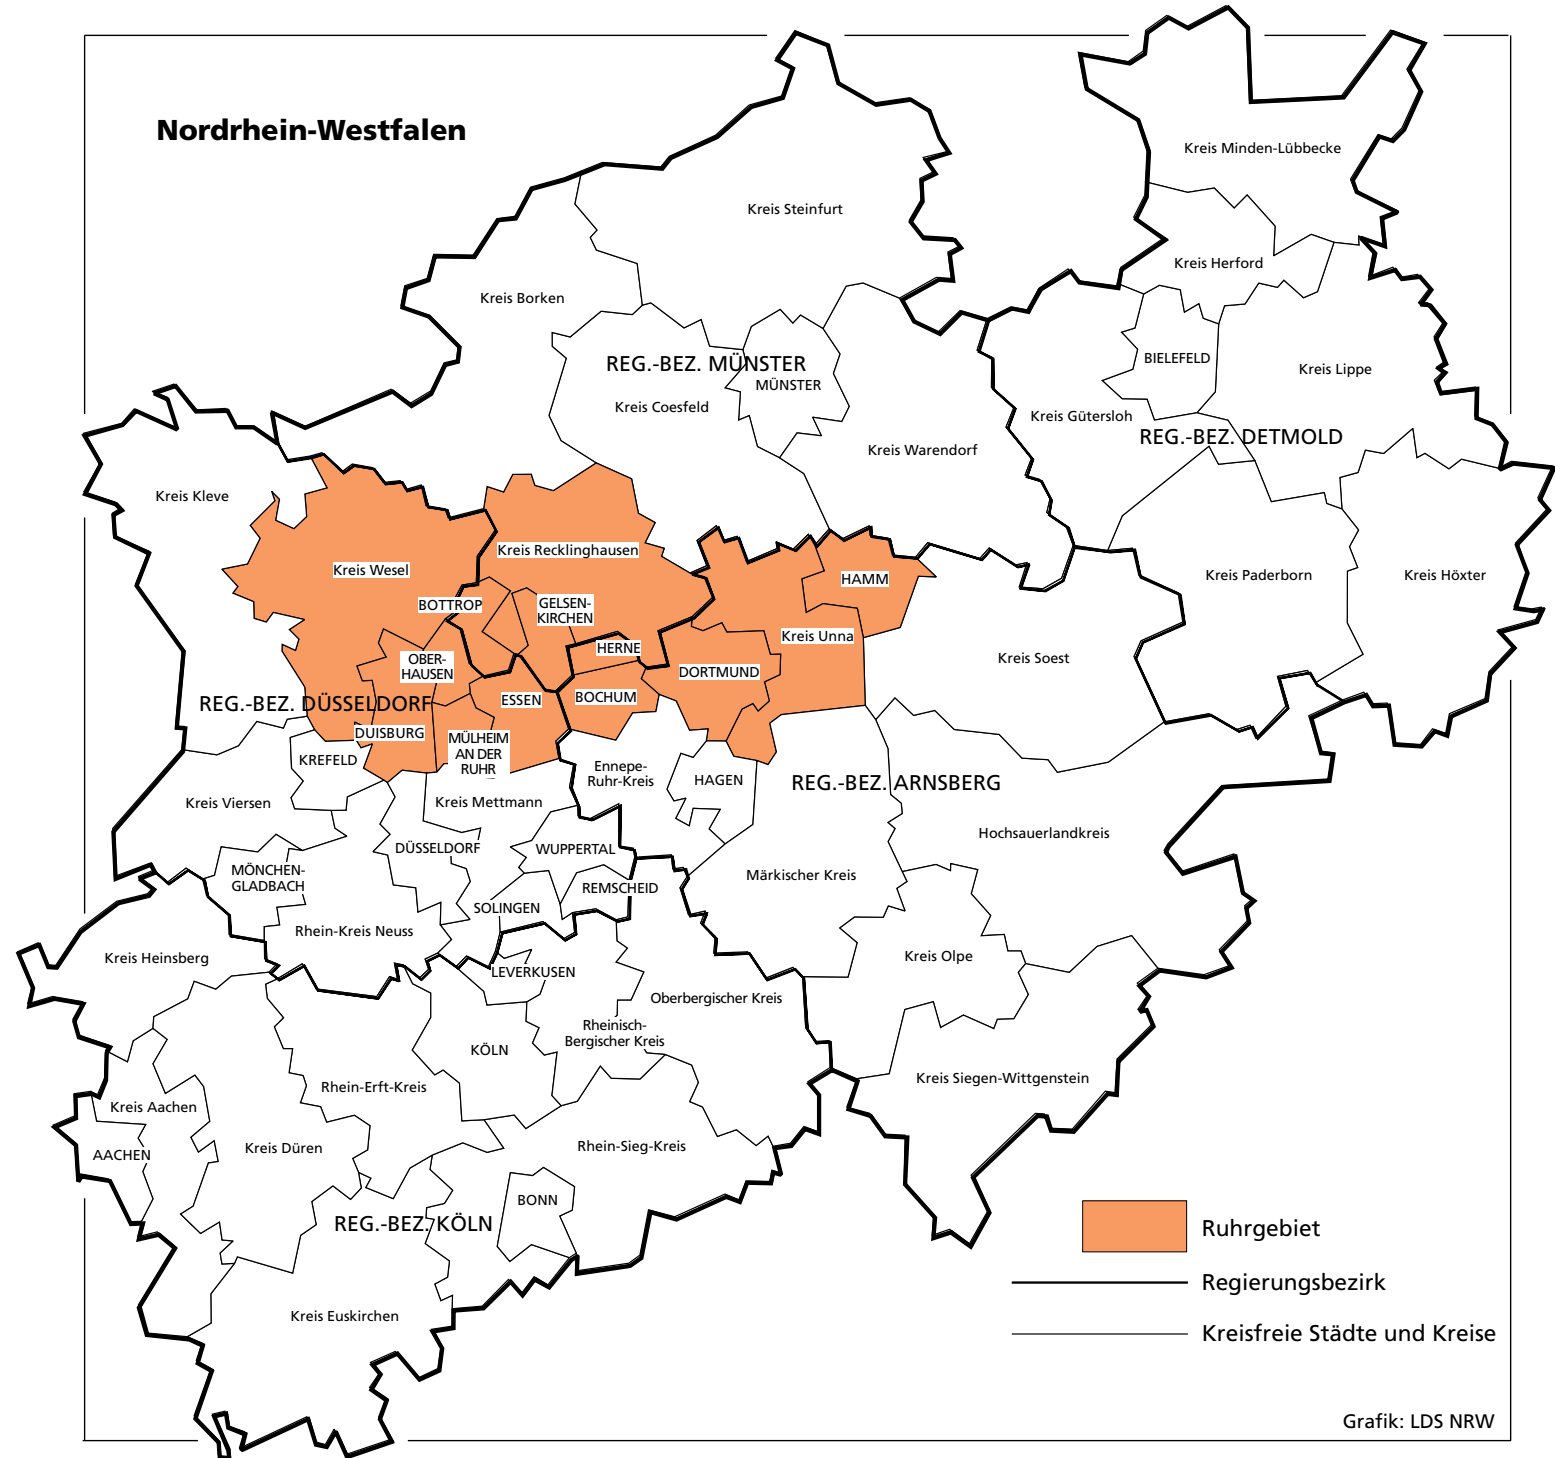 Nordrhein-Westfalen
Kreis Minden-Lübbecke
Kreis Steinfurt
Kreis Herford
Kreis Borken
BIELEFELD
Kreis Lippe
REG.-BEZ. MÜNSTER
MÜNSTER
Kreis Coesfeld
Kreis Gütersloh
REG.-BEZ. DETMOLD
Kreis Warendorf
Kreis Kleve
Kreis Recklinghausen
Kreis Wesel
HAMM
Kreis Paderborn
Kreis Höxter
BOTTROP
GELSEN-
KIRCHEN
Kreis Unna
HERNE
Kreis Soest
OBER-
HAUSEN
DORTMUND
REG.-BEZ. DÜSSELDORF
ESSEN
BOCHUM
DUISBURG
MÜLHEIM
AN DER
RUHR
KREFELD
Ennepe-
Ruhr-Kreis
HAGEN
REG.-BEZ. ARNSBERG
Kreis Viersen
Kreis Mettmann
Hochsauerlandkreis
DÜSSELDORF
WUPPERTAL
MÖNCHEN-
GLADBACH
Märkischer Kreis
REMSCHEID
SOLINGEN
Rhein-Kreis Neuss
Kreis Heinsberg
Kreis Olpe
LEVERKUSEN
Oberbergischer Kreis
Rheinisch-
Bergischer Kreis
KÖLN
Kreis Siegen-Wittgenstein
Rhein-Erft-Kreis
Kreis Aachen
AACHEN
Kreis Düren
Rhein-Sieg-Kreis
BONN
REG.-BEZ. KÖLN
Kreis Euskirchen
Ruhrgebiet
Regierungsbezirk
Kreisfreie Städte und Kreise
Grafik: LDS NRW